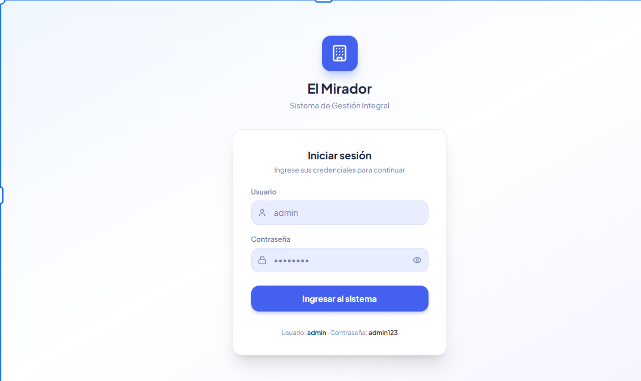 El Mirador
Sistema de Gestión Integral
Iniciar sesión
Ingrese sus credenciales para continuar
Usuario
admin
Contraseña
••••••••
Ingresar al sistema
Usuario: admin · Contraseña: admin123